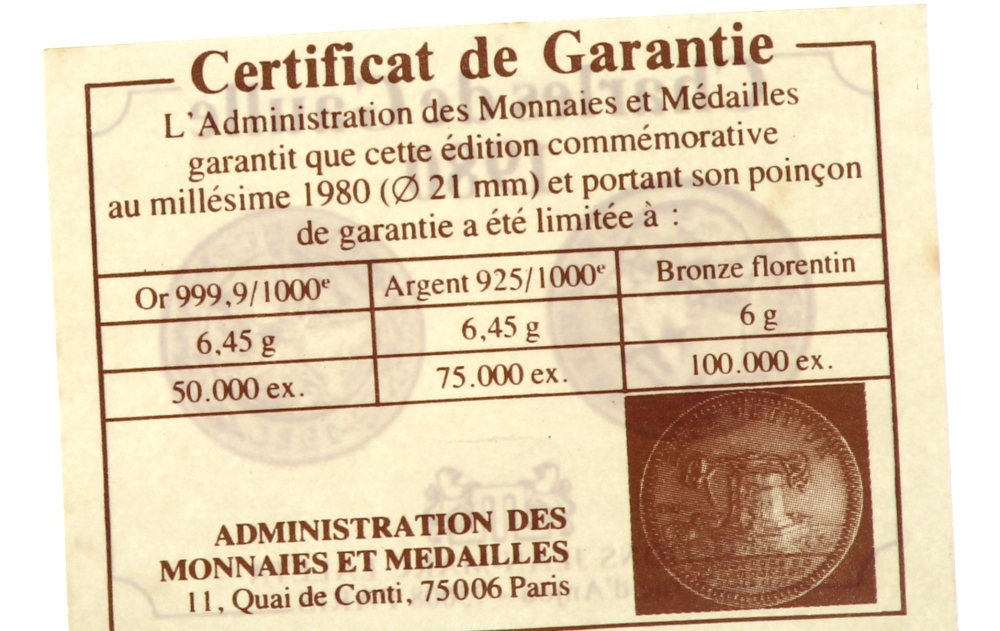 Certificat de Garantie
L'Administration des Monnaies et Médailles
garantit que cette édition commémorative
au millésime 1980 (Ø 21 mm) et portant son poinçon
de garantie a été limitée à :
Or 999,9/1000e Argent 925/1000e Bronze florentin
6,45 g 6,45 g 6 g
50.000 ex. 75.000 ex. 100.000 ex.
ADMINISTRATION DES
MONNAIES ET MEDAILLES
11, Quai de Conti, 75006 Paris